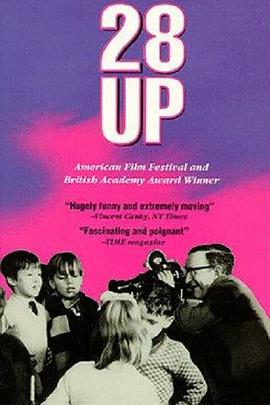 28
UP
American Film Festival and
British Academy Award Winner
"Hugely funny and extremely moving"
–Vincent Canby, NY Times
"Fascinating and poignant"
–TIME magazine